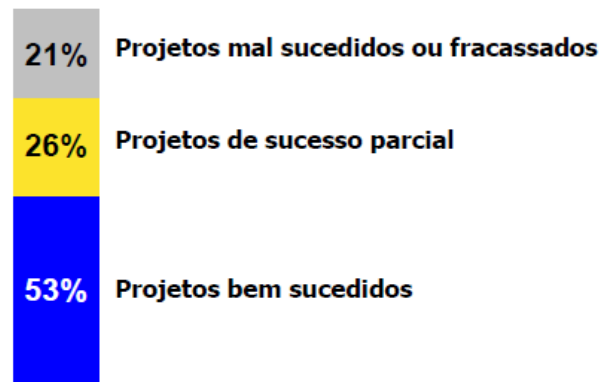 21% Projetos mal sucedidos ou fracassados
26% Projetos de sucesso parcial
53% Projetos bem sucedidos